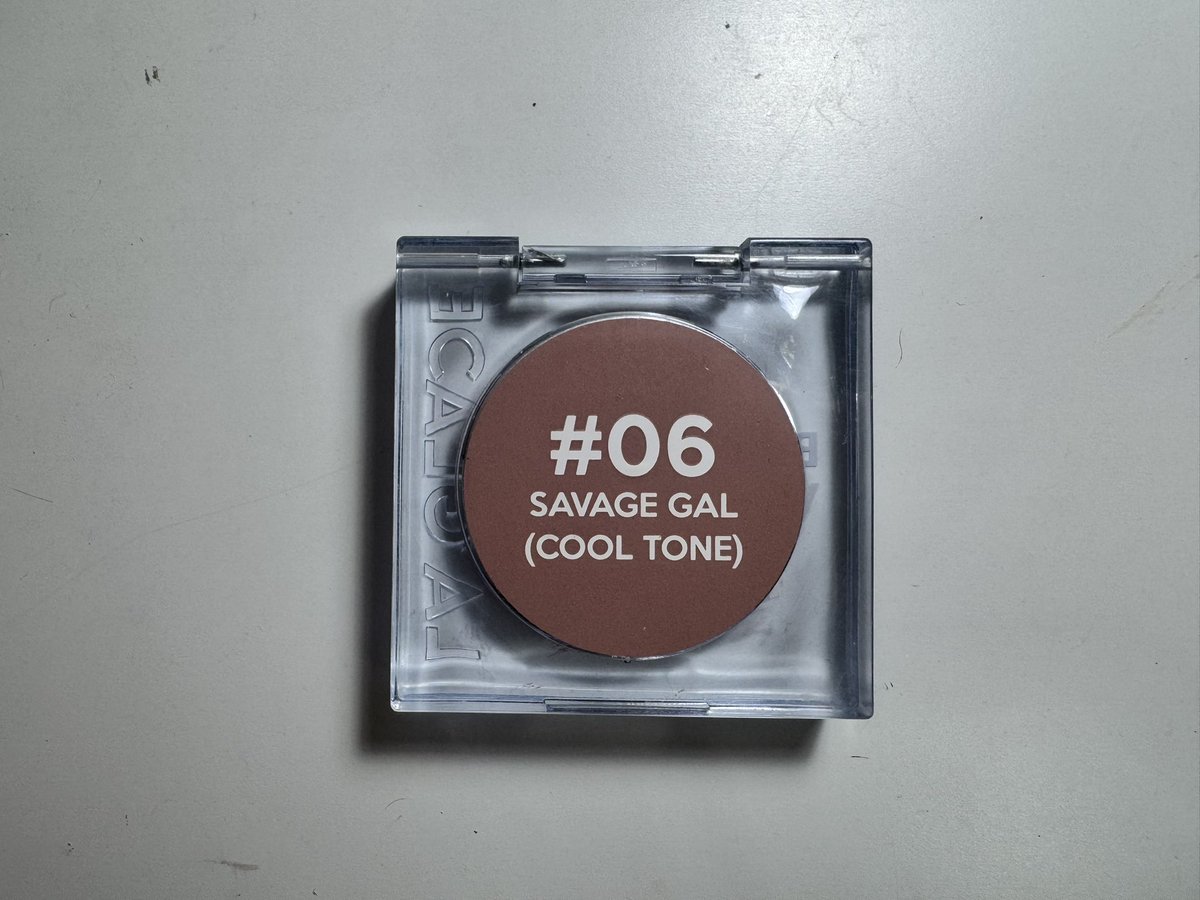 #06
SAVAGE GAL
(COOL TONE)